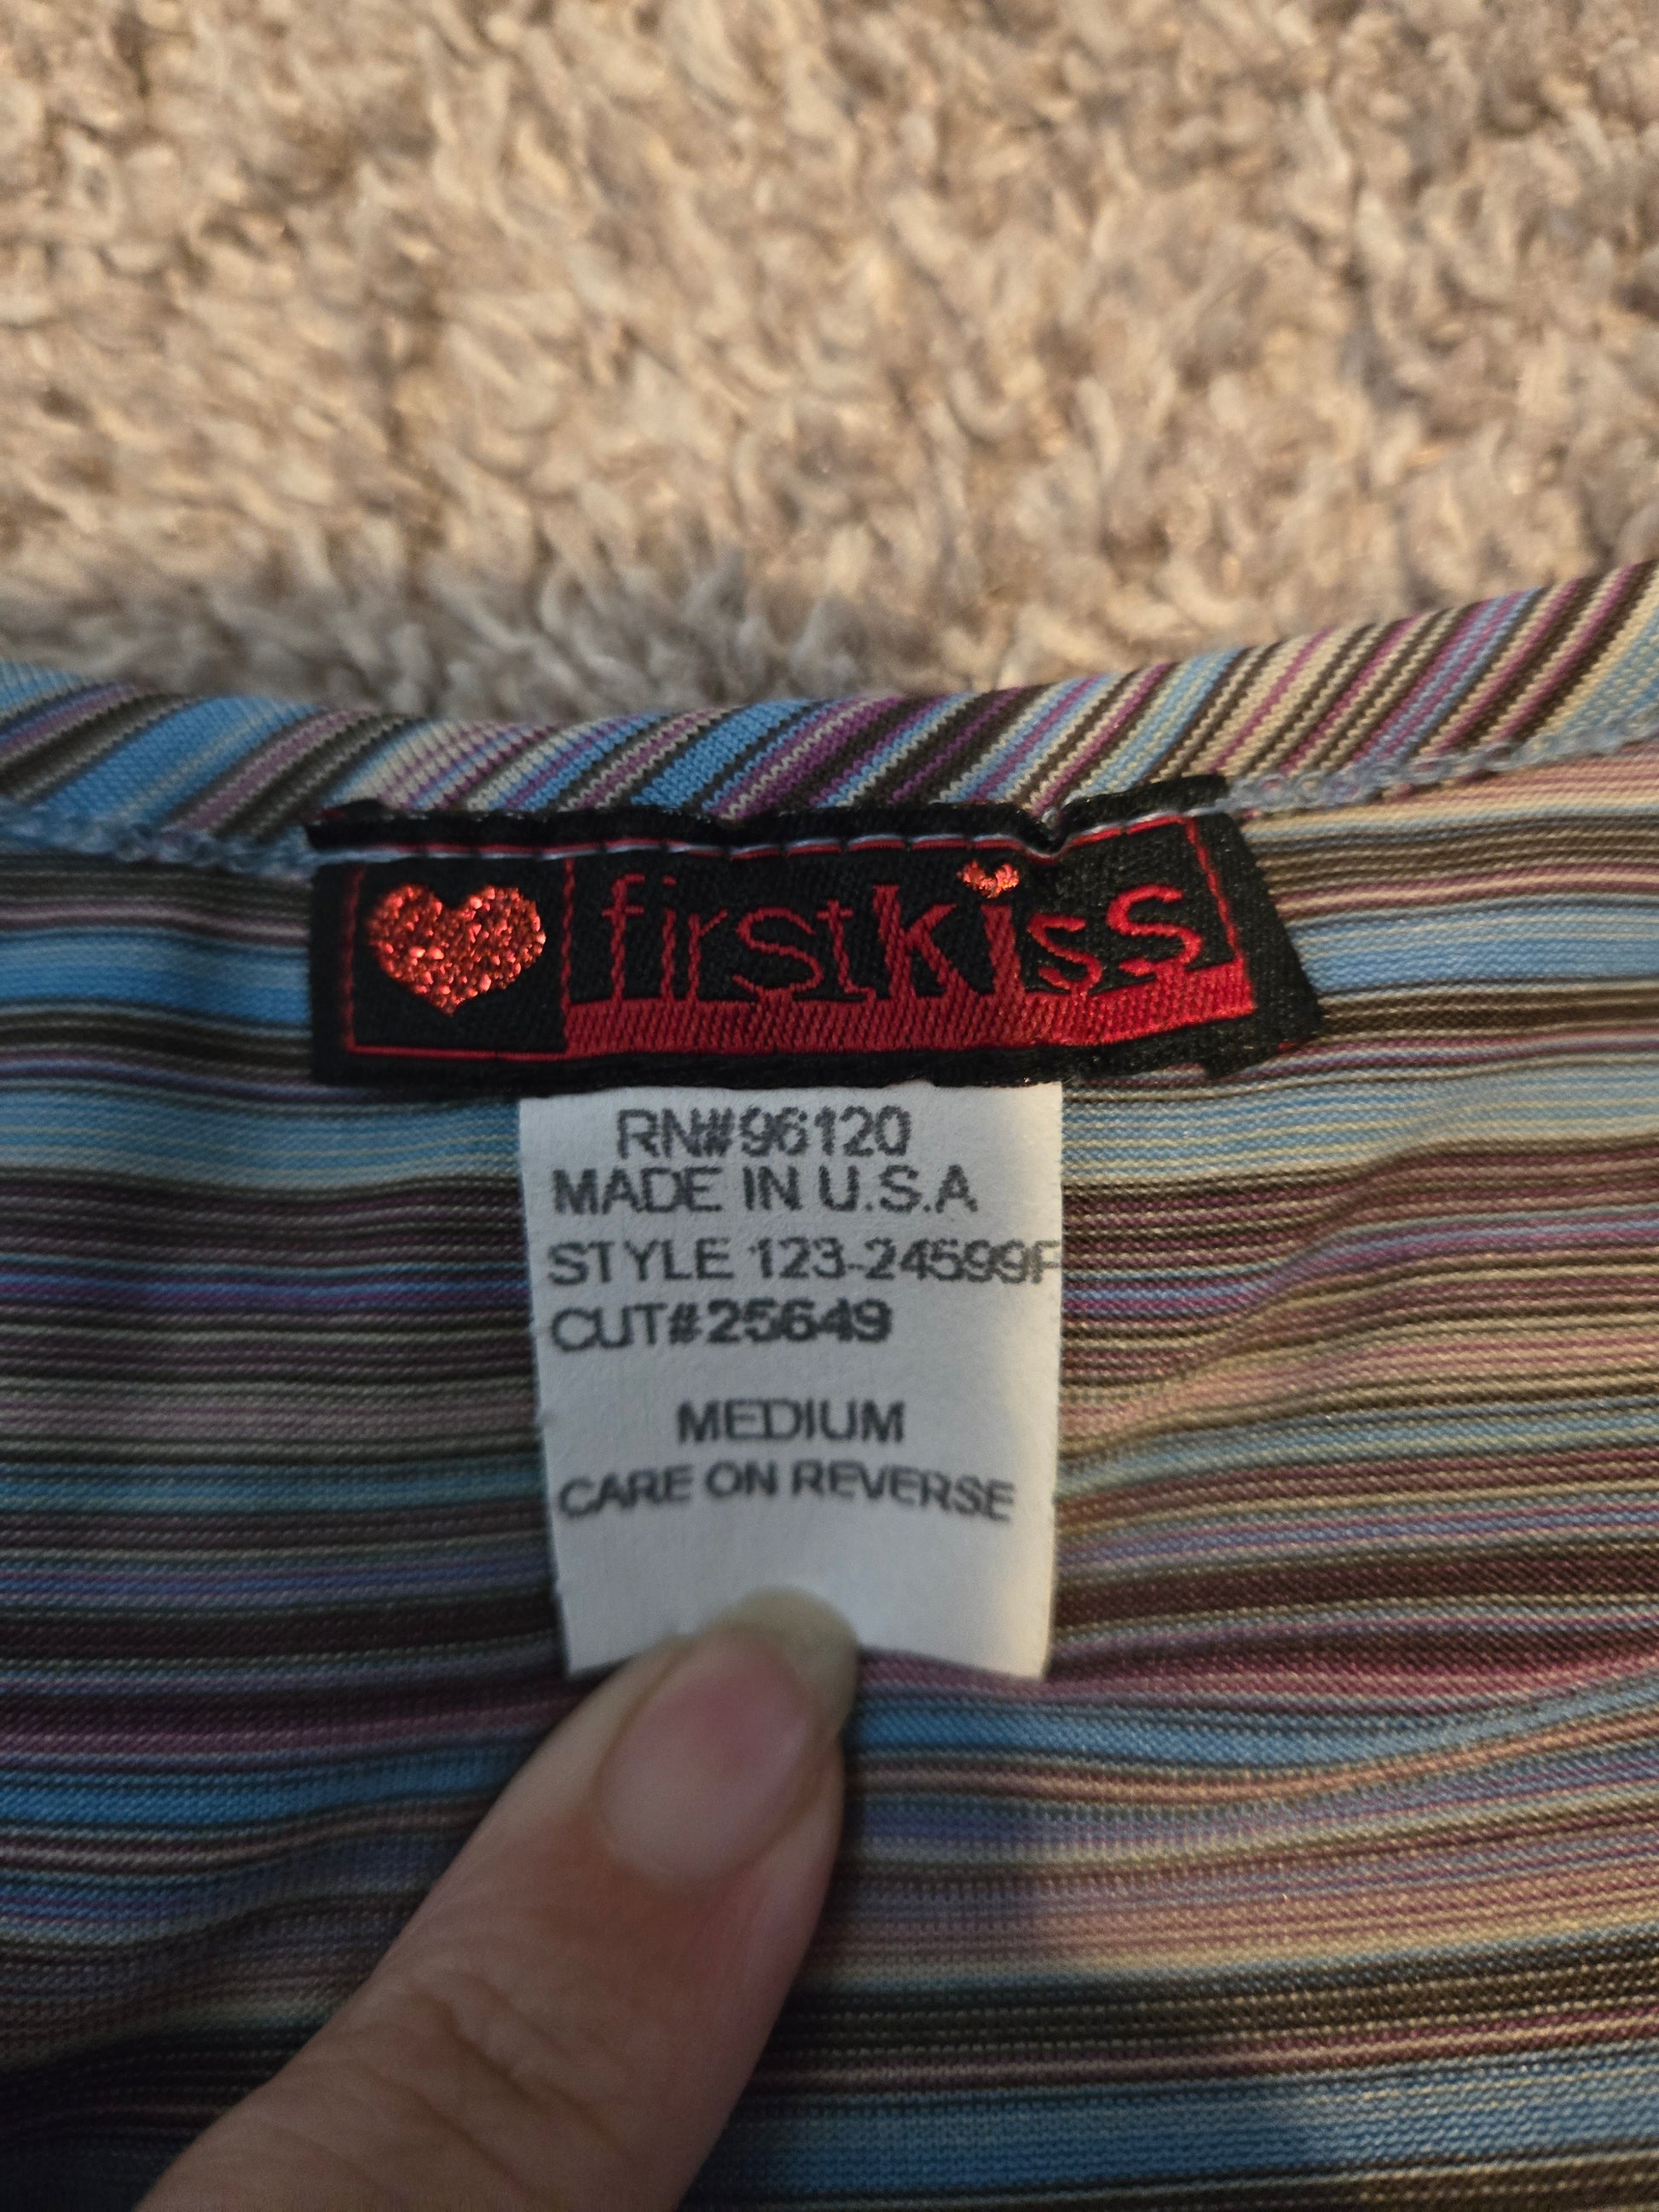 firstkiss
RN#96120
MADE IN U.S.A
STYLE 123-24599F
CUT#25649
MEDIUM
CARE ON REVERSE